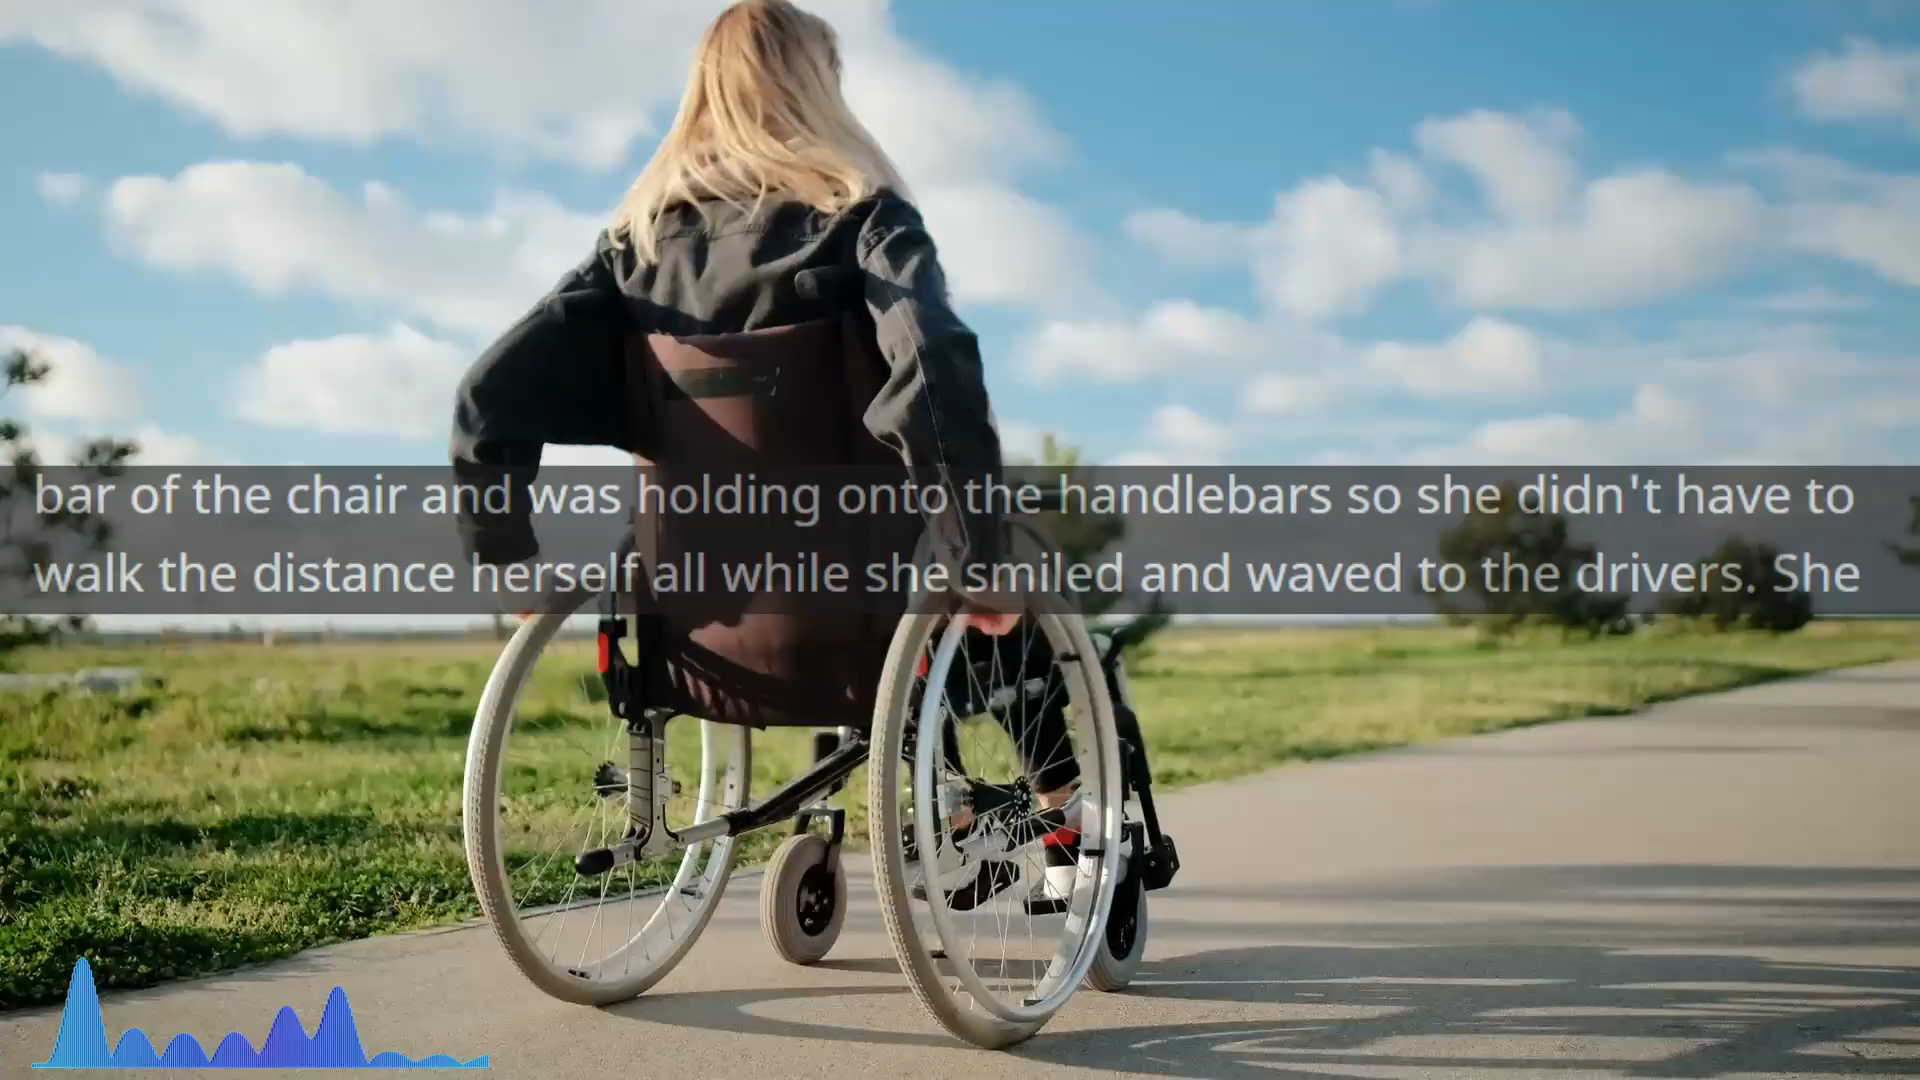 bar of the chair and was holding onto the handlebars so she didn't have to
walk the distance herself all while she smiled and waved to the drivers. She